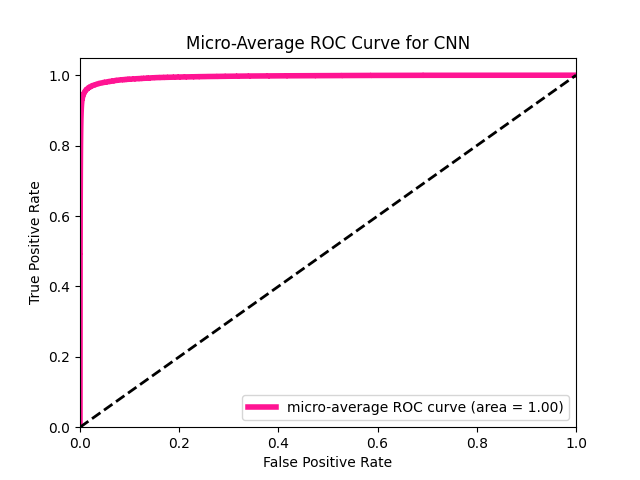 Micro-Average ROC Curve for CNN
True Positive Rate
1.0
0.8
0.6
0.4
0.2
0.0
micro-average ROC curve (area = 1.00)
0.0 0.2 0.4 0.6 0.8 1.0
False Positive Rate